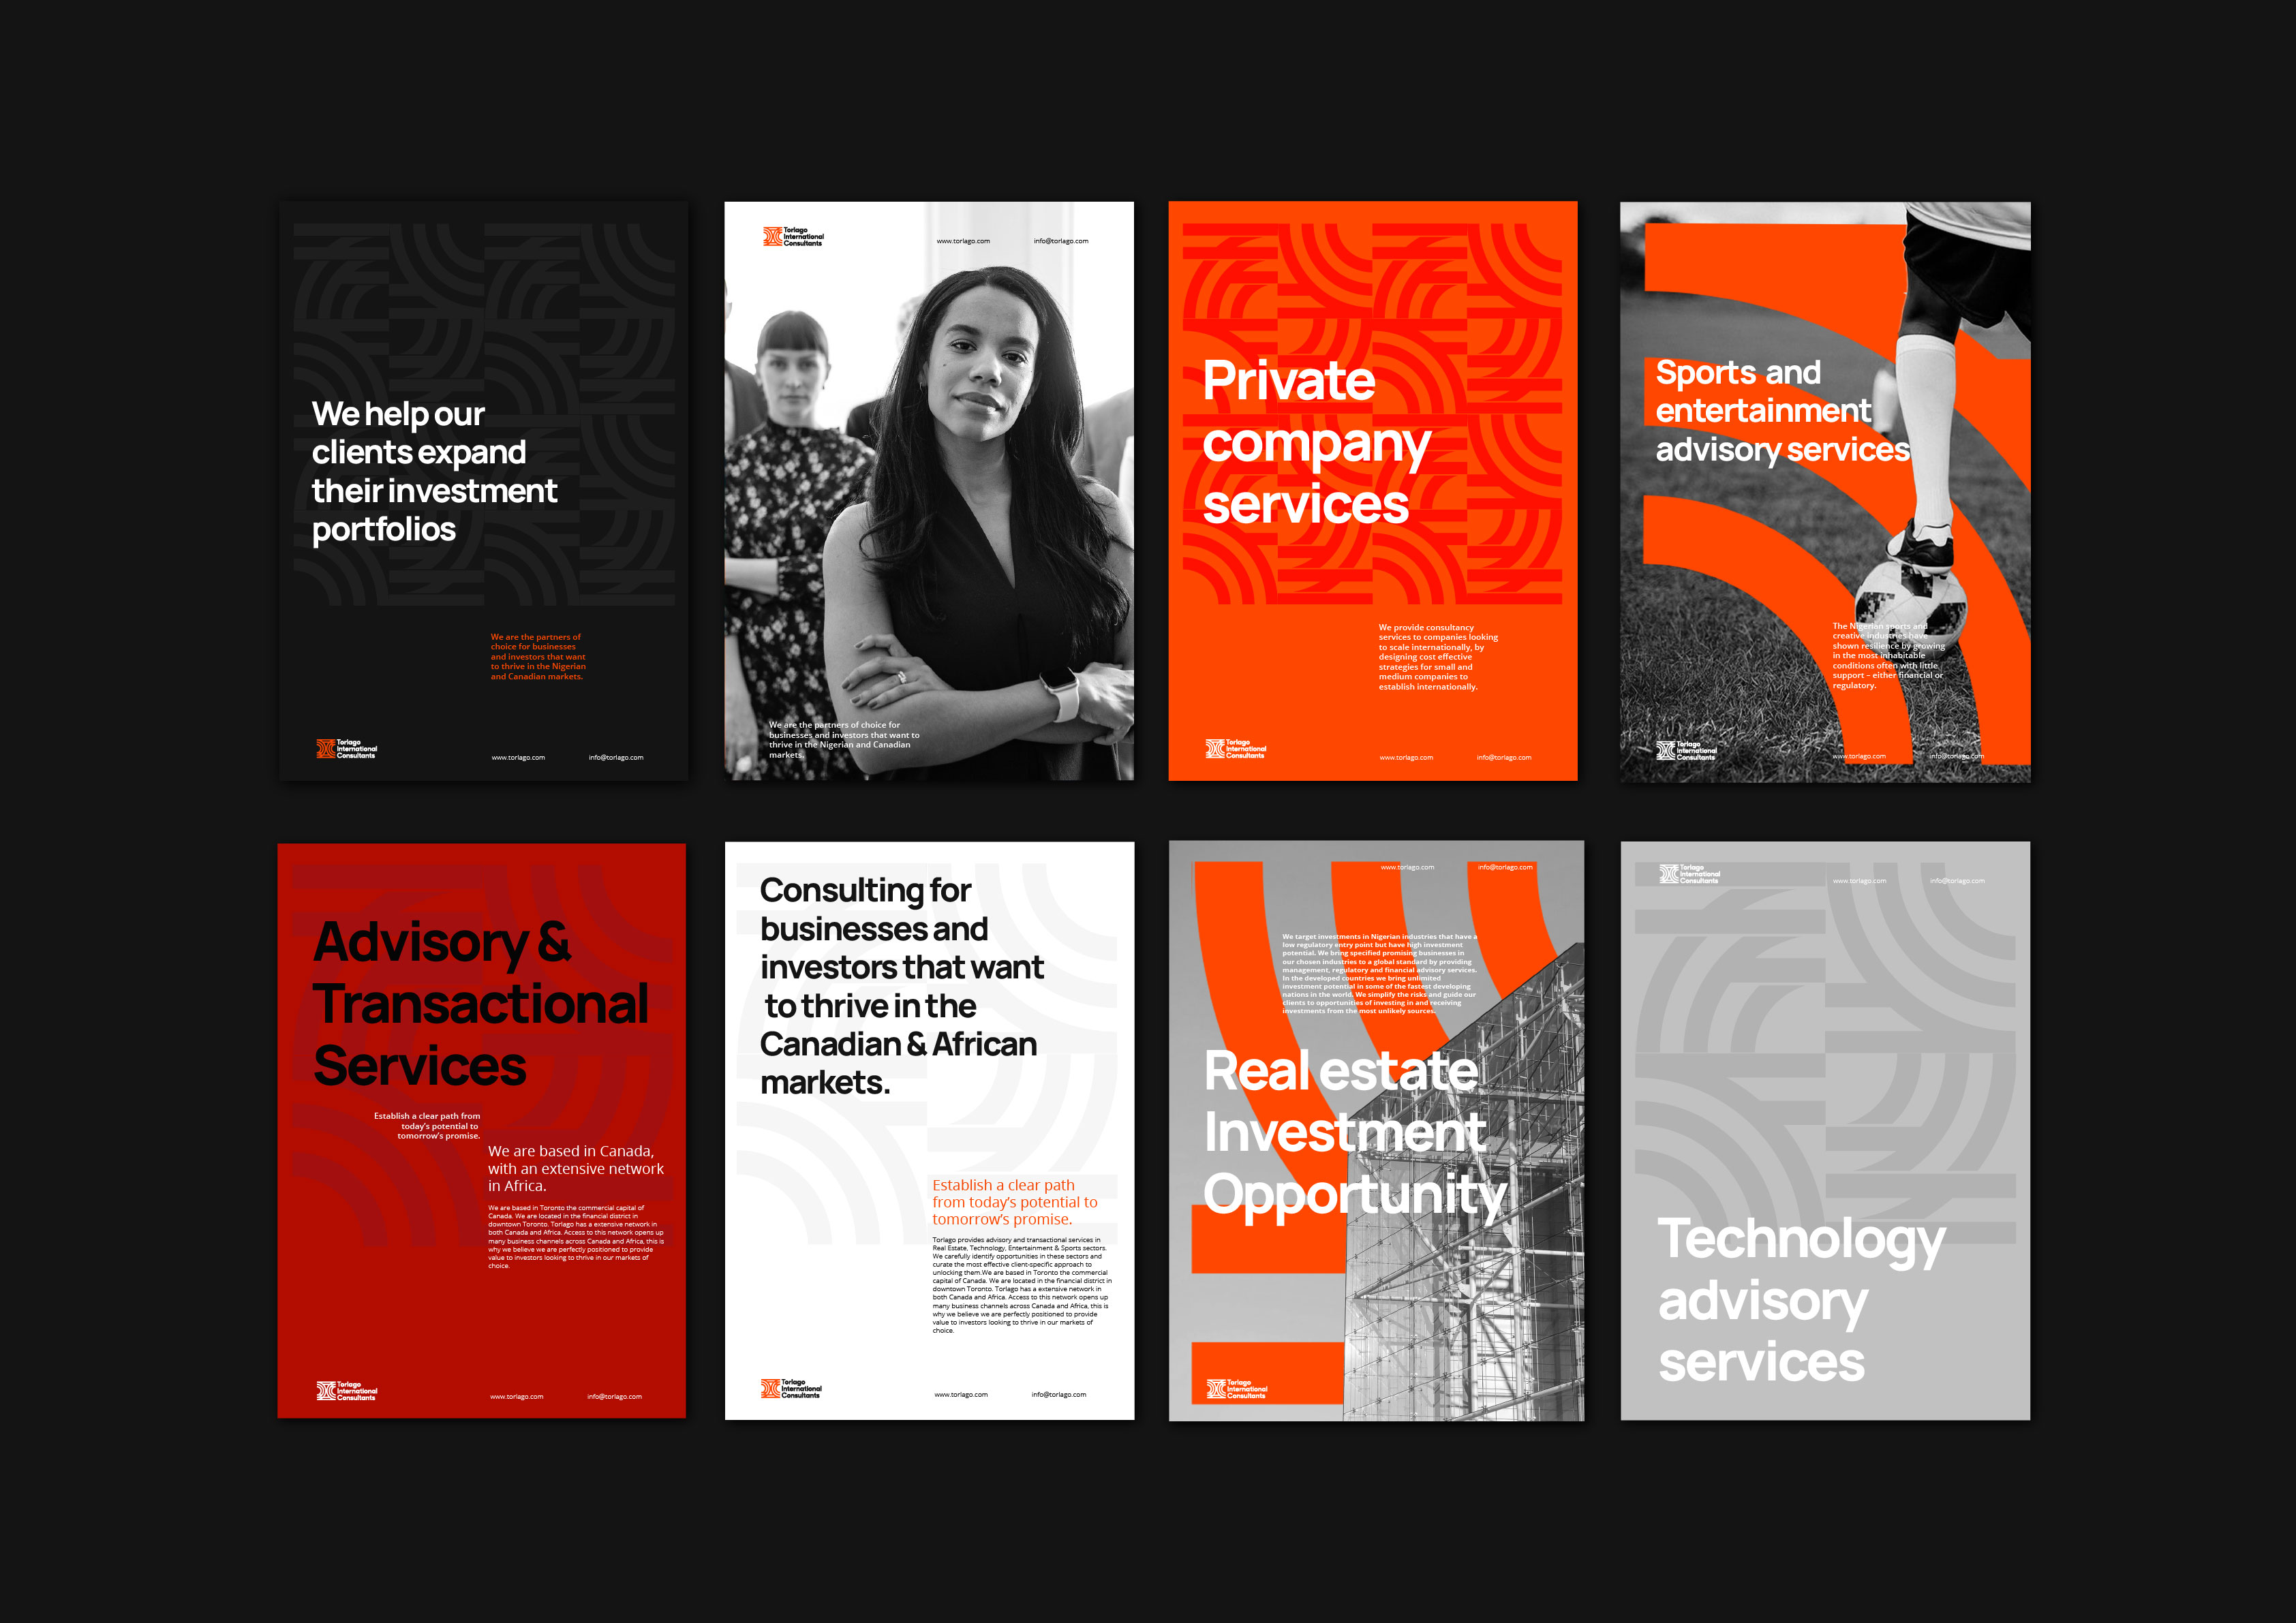 We help our
clients expand
their investment
portfolios
We are the partners of
choice for businesses
and investors that want
to thrive in the Nigerian
and Canadian markets.
Torlago
International
Consultants
www.torlago.com
info@torlago.com
Torlago
International
Consultants
www.torlago.com
info@torlago.com
We are the partners of choice for
businesses and investors that want to
thrive in the Nigerian and Canadian
markets.
Private
company
services
We provide consultancy
services to companies looking
to scale internationally, by
designing cost effective
strategies for small and
medium companies to
establish internationally.
Torlago
International
Consultants
www.torlago.com
info@torlago.com
Sports and
entertainment
advisory services
The Nigerian sports and
creative industries have
shown resilience by growing
in the most inhabitable
conditions often with little
support – either financial or
regulatory.
Torlago
International
Consultants
www.torlago.com
info@torlago.com
Advisory &
Transactional
Services
Establish a clear path from
today's potential to
tomorrow's promise.
We are based in Canada,
with an extensive network
in Africa.
We are based in Toronto the commercial capital of
Canada. We are located in the financial district in
downtown Toronto. Torlago has a extensive network in
both Canada and Africa. Access to this network opens up
many business channels across Canada and Africa, this is
why we believe we are perfectly positioned to provide
value to investors looking to thrive in our markets of
choice.
Torlago
International
Consultants
www.torlago.com
info@torlago.com
Consulting for
businesses and
investors that want
to thrive in the
Canadian & African
markets.
Establish a clear path
from today's potential to
tomorrow's promise.
Torlago provides advisory and transactional services in
Real Estate, Technology, Entertainment & Sports sectors.
We carefully identify opportunities in these sectors and
curate the most effective client-specific approach to
unlocking them.We are based in Toronto the commercial
capital of Canada. We are located in the financial district in
downtown Toronto. Torlago has a extensive network in
both Canada and Africa. Access to this network opens up
many business channels across Canada and Africa, this is
why we believe we are perfectly positioned to provide
value to investors looking to thrive in our markets of
choice.
Torlago
International
Consultants
www.torlago.com
info@torlago.com
www.torlago.com
info@torlago.com
We target investments in Nigerian industries that have a
low regulatory entry point but have high investment
potential. We bring specified promising businesses in
our chosen industries to a global standard by providing
management, regulatory and financial advisory services.
In the developed countries we bring unlimited
investment potential in some of the fastest developing
nations in the world. We simplify the risks and guide our
clients to opportunities of investing in and receiving
investments from the most unlikely sources.
Real estate
Investment
Opportunity
Torlago
International
Consultants
Torlago
International
Consultants
www.torlago.com
info@torlago.com
Technology
advisory
services